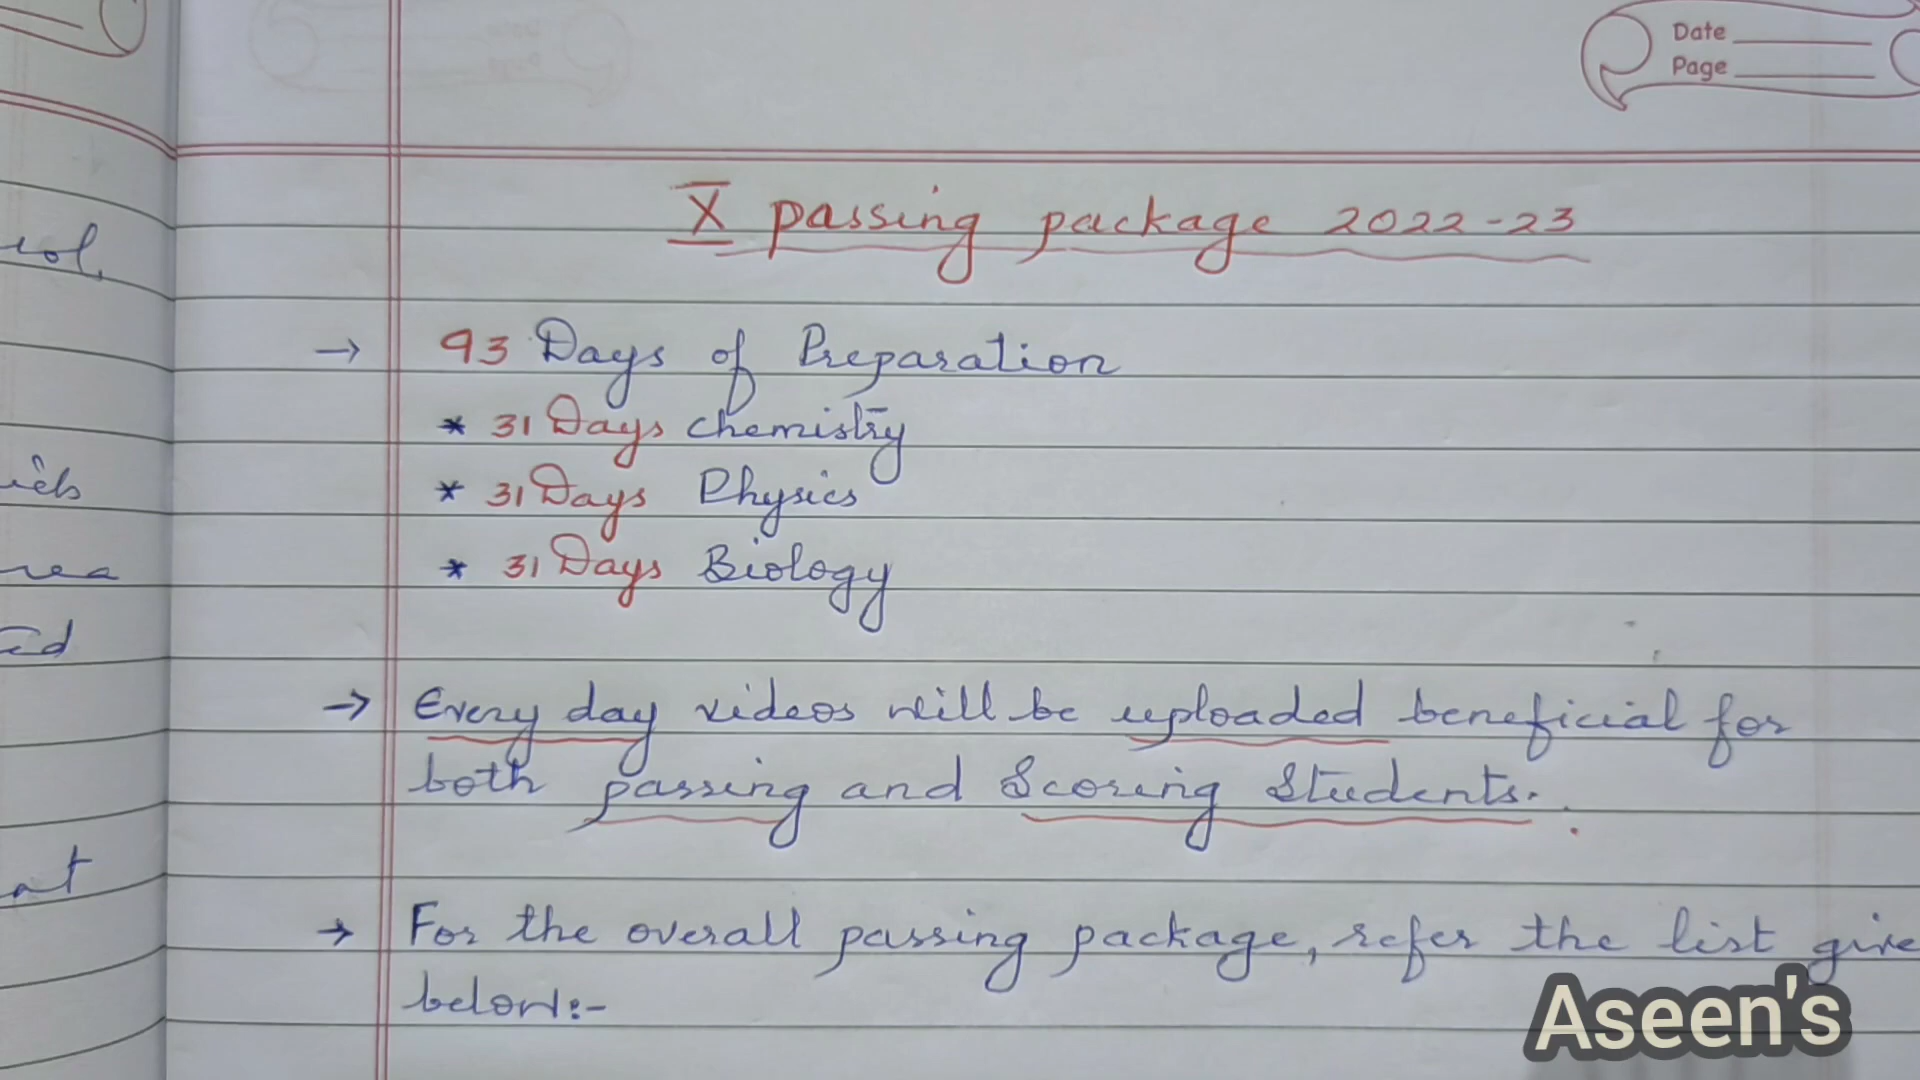 Date
Page
X passing package 2022-23
→ 93 Days of Preparation
* 31 Days Chemistry
* 31 Days Physics
* 31 Days Biology
→ Every day videos will be uploaded beneficial for
both passing and Scoring Students.
→ For the overall passing package, refer the list give
below:-
Aseen's